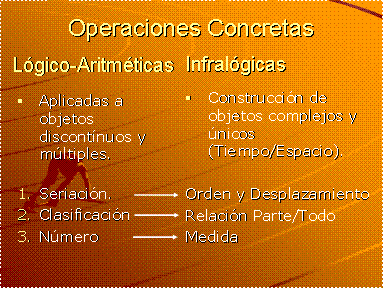 Operaciones Concretas
Lógico-Aritméticas
Infralógicas
• Aplicadas a
objetos
discontínuos y
múltiples.
• Construcción de
objetos complejos y
únicos
(Tiempo/Espacio).
1. Seriación.
Orden y Desplazamiento
2. Clasificación
Relación Parte/Todo
3. Número
Medida